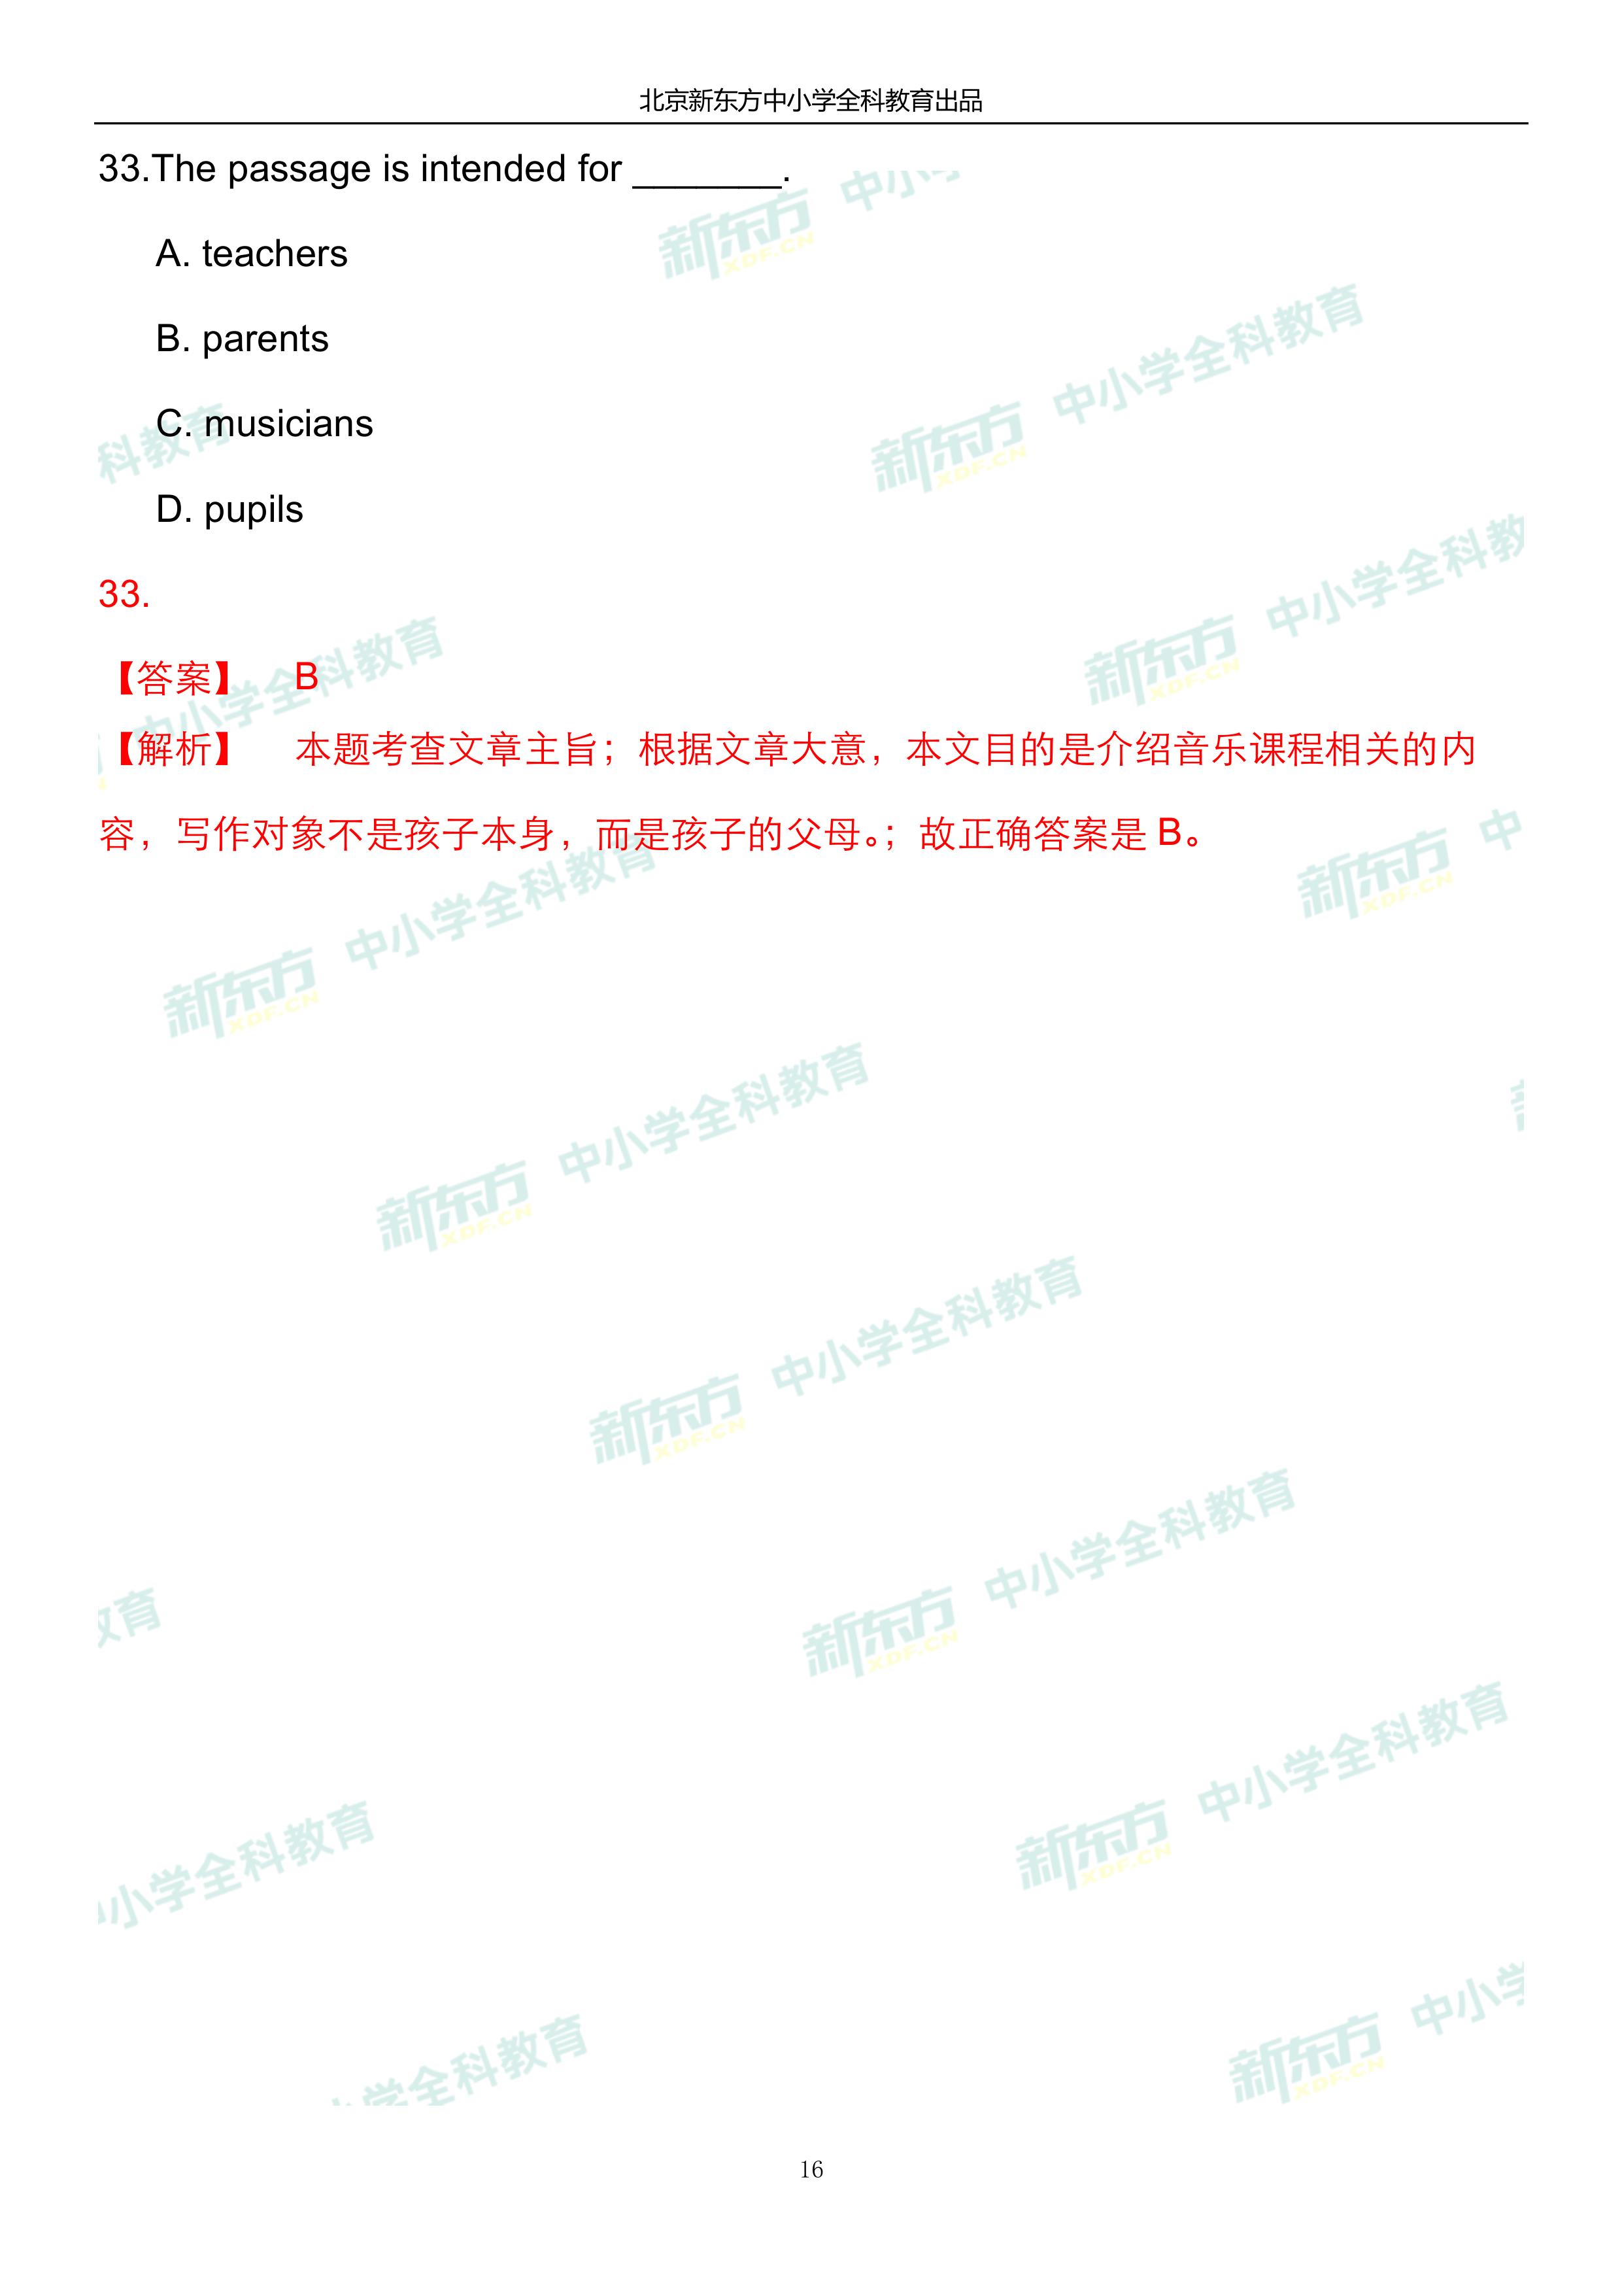 北京新东方中小学全科教育出品
33.The passage is intended for _______.
A. teachers
B. parents
C. musicians
D. pupils
33.
【答案】 B
【解析】 本题考查文章主旨；根据文章大意，本文目的是介绍音乐课程相关的内
容，写作对象不是孩子本身，而是孩子的父母。；故正确答案是 B。
新东方 XDF.CN 中小学全科教育
16